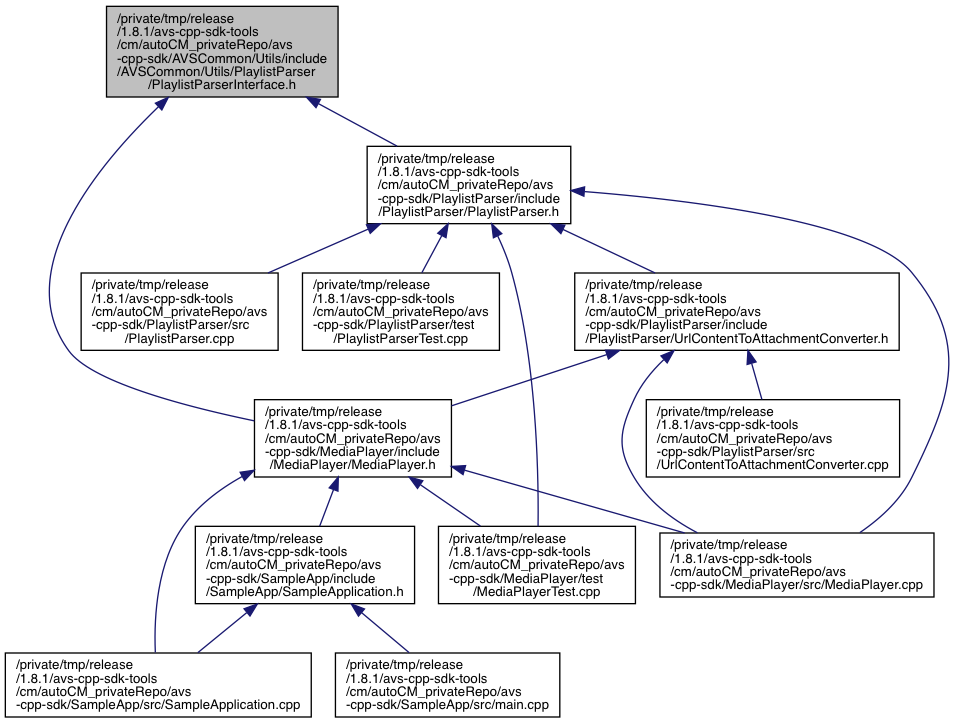 /private/tmp/release
/1.8.1/avs-cpp-sdk-tools
/cm/autoCM_privateRepo/avs
-cpp-sdk/AVSCommon/Utils/include
/AVSCommon/Utils/PlaylistParser
/PlaylistParserInterface.h
/private/tmp/release
/1.8.1/avs-cpp-sdk-tools
/cm/autoCM_privateRepo/avs
-cpp-sdk/PlaylistParser/include
/PlaylistParser/PlaylistParser.h
/private/tmp/release
/1.8.1/avs-cpp-sdk-tools
/cm/autoCM_privateRepo/avs
-cpp-sdk/PlaylistParser/src
/PlaylistParser.cpp
/private/tmp/release
/1.8.1/avs-cpp-sdk-tools
/cm/autoCM_privateRepo/avs
-cpp-sdk/PlaylistParser/test
/PlaylistParserTest.cpp
/private/tmp/release
/1.8.1/avs-cpp-sdk-tools
/cm/autoCM_privateRepo/avs
-cpp-sdk/PlaylistParser/include
/PlaylistParser/UrlContentToAttachmentConverter.h
/private/tmp/release
/1.8.1/avs-cpp-sdk-tools
/cm/autoCM_privateRepo/avs
-cpp-sdk/MediaPlayer/include
/MediaPlayer/MediaPlayer.h
/private/tmp/release
/1.8.1/avs-cpp-sdk-tools
/cm/autoCM_privateRepo/avs
-cpp-sdk/PlaylistParser/src
/UrlContentToAttachmentConverter.cpp
/private/tmp/release
/1.8.1/avs-cpp-sdk-tools
/cm/autoCM_privateRepo/avs
-cpp-sdk/SampleApp/include
/SampleApp/SampleApplication.h
/private/tmp/release
/1.8.1/avs-cpp-sdk-tools
/cm/autoCM_privateRepo/avs
-cpp-sdk/MediaPlayer/test
/MediaPlayerTest.cpp
/private/tmp/release
/1.8.1/avs-cpp-sdk-tools
/cm/autoCM_privateRepo/avs
-cpp-sdk/MediaPlayer/src/MediaPlayer.cpp
/private/tmp/release
/1.8.1/avs-cpp-sdk-tools
/cm/autoCM_privateRepo/avs
-cpp-sdk/SampleApp/src/SampleApplication.cpp
/private/tmp/release
/1.8.1/avs-cpp-sdk-tools
/cm/autoCM_privateRepo/avs
-cpp-sdk/SampleApp/src/main.cpp